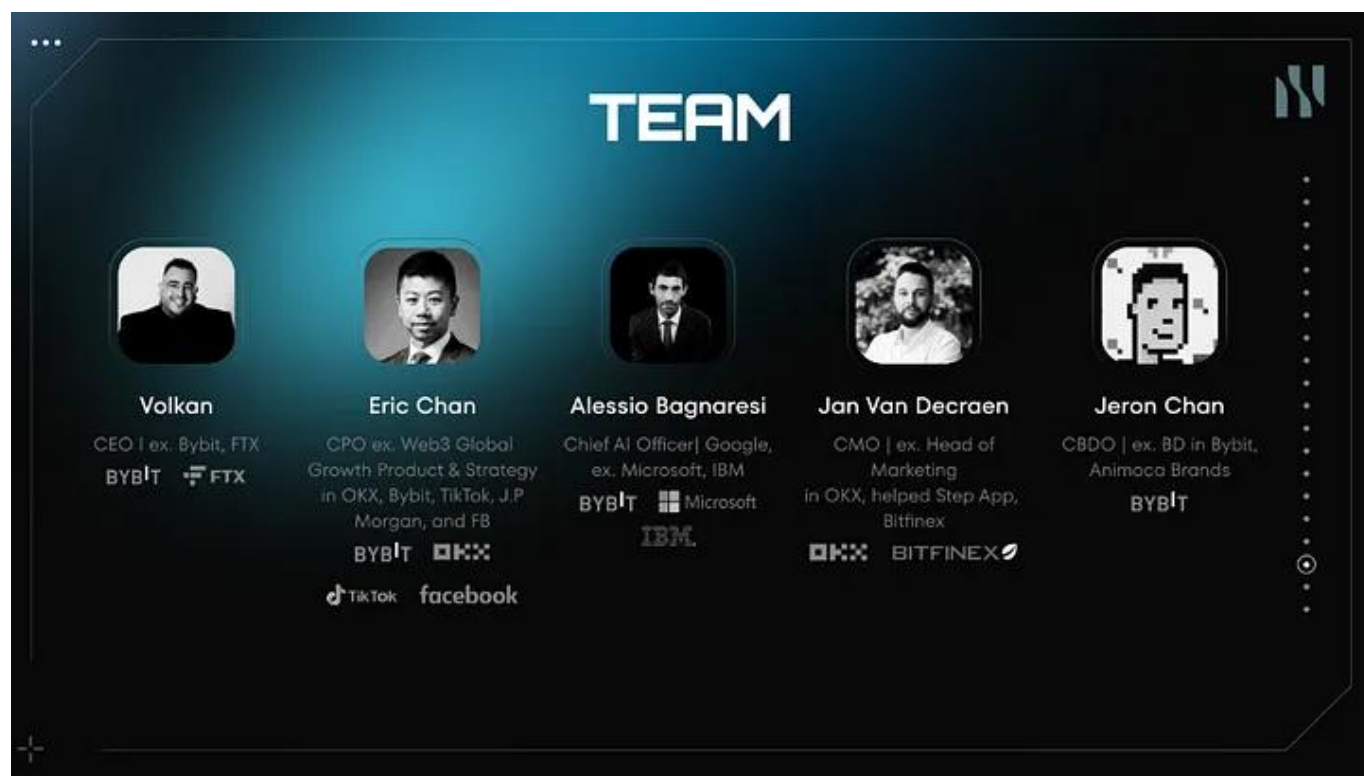 TEAM
Volkan
CEO | ex. Bybit, FTX
BYBIT FTX
Eric Chan
CPO ex. Web3 Global
Growth Product & Strategy
in OKX, Bybit, TikTok, J.P
Morgan, and FB
BYBIT OKX
TikTok facebook
Alessio Bagnaresi
Chief AI Officer| Google,
ex. Microsoft, IBM
BYBIT Microsoft
IBM.
Jan Van Decraen
CMO | ex. Head of
Marketing
in OKX, helped Step App,
Bitfinex
OKX BITFINEX
Jeron Chan
CBDO | ex. BD in Bybit,
Animoca Brands
BYBIT